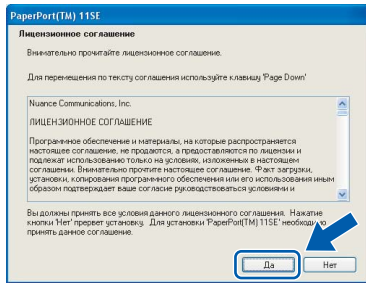 PaperPort(TM) 11SE
Лицензионное соглашение
Внимательно прочитайте лицензионное соглашение.
Для перемещения по тексту соглашения используйте клавишу 'Page Down'
Nuance Communications, Inc.
ЛИЦЕНЗИОННОЕ СОГЛАШЕНИЕ
Программное обеспечение и материалы, на которые распространяется
настоящее соглашение, не продаются, а предоставляются по лицензии и
подлежат использованию только на условиях, изложенных в настоящем
соглашении. Внимательно прочтите настоящее соглашение. Факт загрузки,
установки, копирования программного обеспечения или его использования иным
образом подтверждает ваше согласие руководствоваться условиями и
Вы должны принять все условия данного лицензионного соглашения. Нажатие
кнопки 'Нет' прервет установку. Для установки 'PaperPort(TM) 11SE' необходимо
принять данное соглашение.
Да
Нет